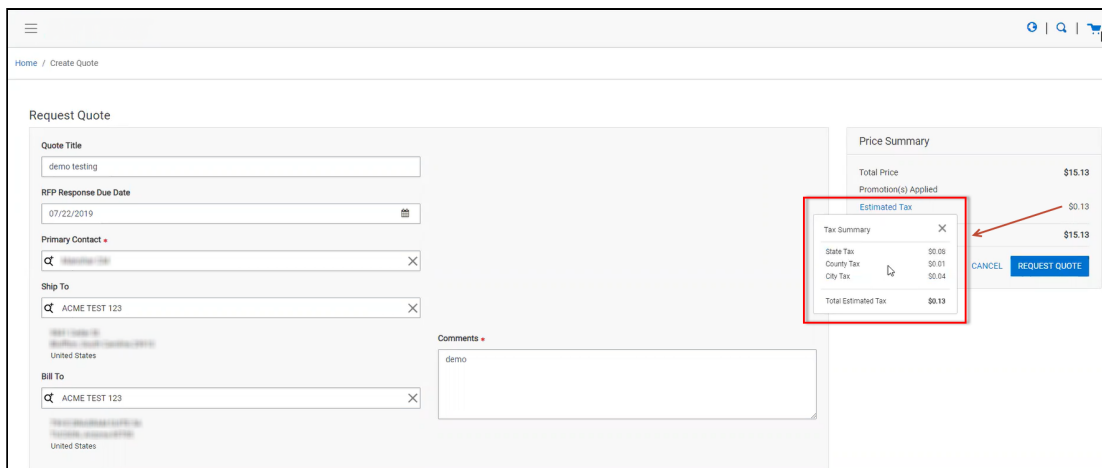 Home / Create Quote
Request Quote
Quote Title
demo testing
RFP Response Due Date
07/22/2019
Primary Contact *
Ship To
ACME TEST 123
United States
Bill To
ACME TEST 123
United States
Comments *
demo
Price Summary
Total Price $15.13
Promotion(s) Applied
Estimated Tax $0.13
$15.13
CANCEL REQUEST QUOTE
Tax Summary
State Tax $0.08
County Tax $0.01
City Tax $0.04
Total Estimated Tax $0.13